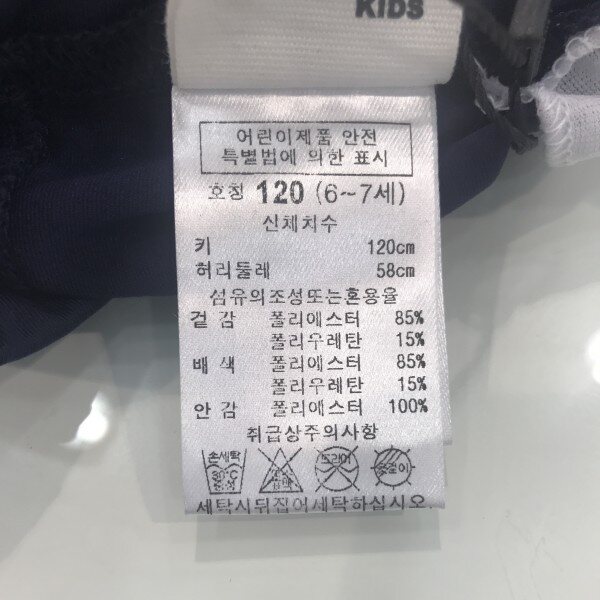 KIDS
어린이제품 안전
특별법에 의한 표시
호칭 120 (6~7세)
신체치수
키 120cm
허리둘레 58cm
섬유의조성또는혼용율
겉 감 폴리에스터 85%
폴리우레탄 15%
배 색 폴리에스터 85%
폴리우레탄 15%
안 감 폴리에스터 100%
취급상주의사항
손세탁 드라이
세탁시뒤집어세탁하십시오.